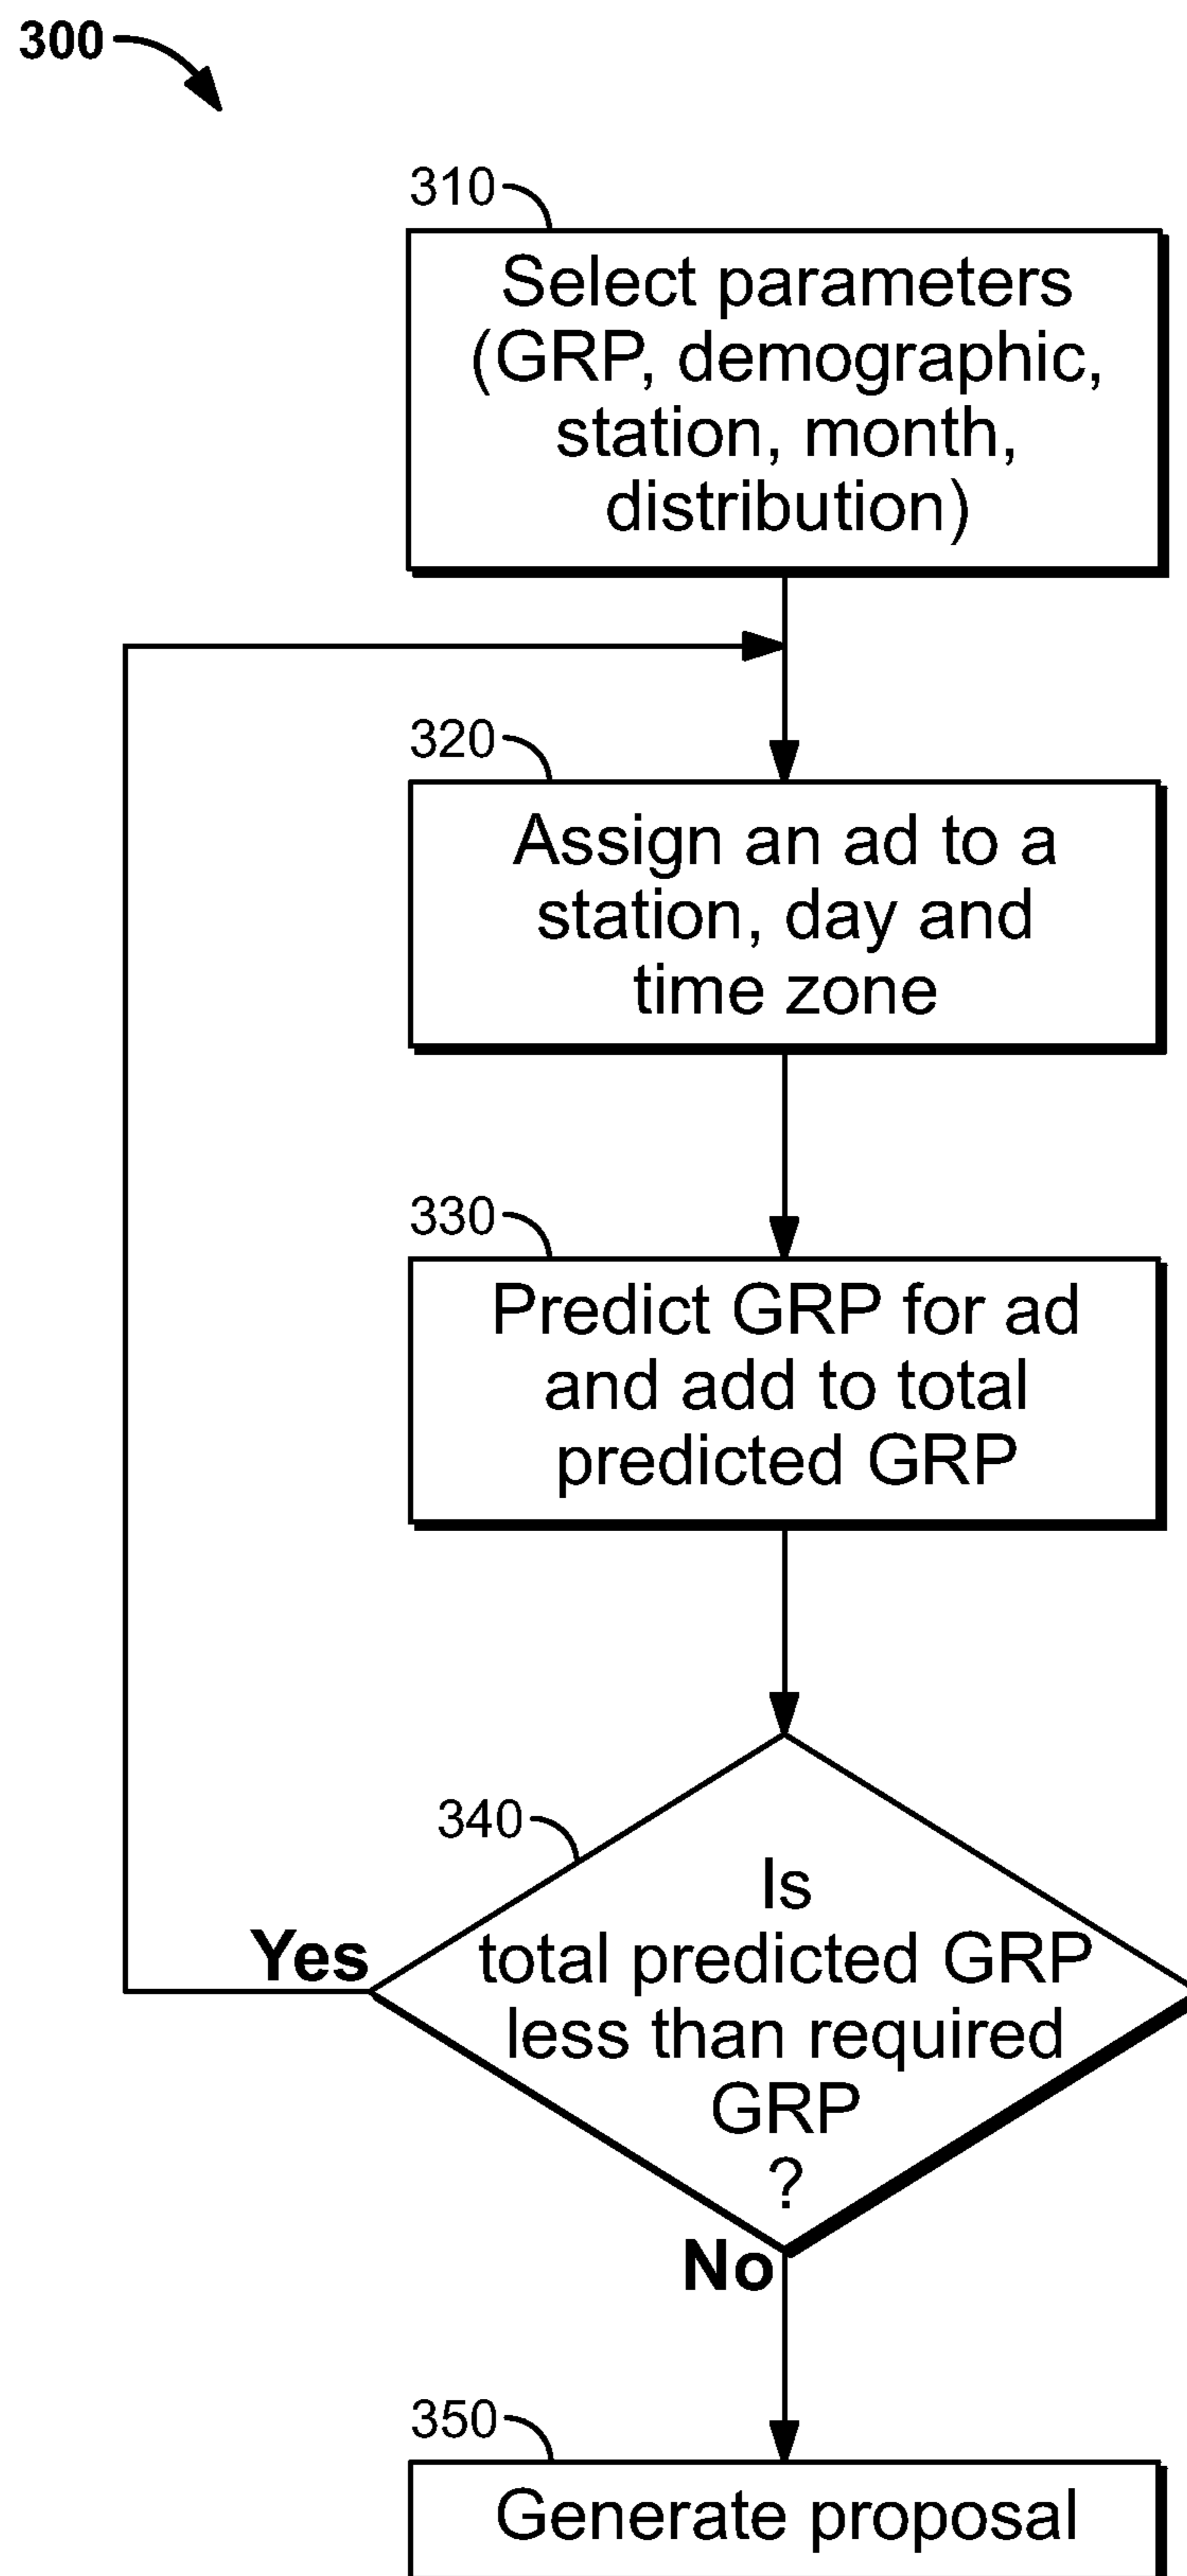 300
310
Select parameters
(GRP, demographic,
station, month,
distribution)
320
Assign an ad to a
station, day and
time zone
330
Predict GRP for ad
and add to total
predicted GRP
340
Is
total predicted GRP
less than required
GRP
?
Yes
No
350
Generate proposal